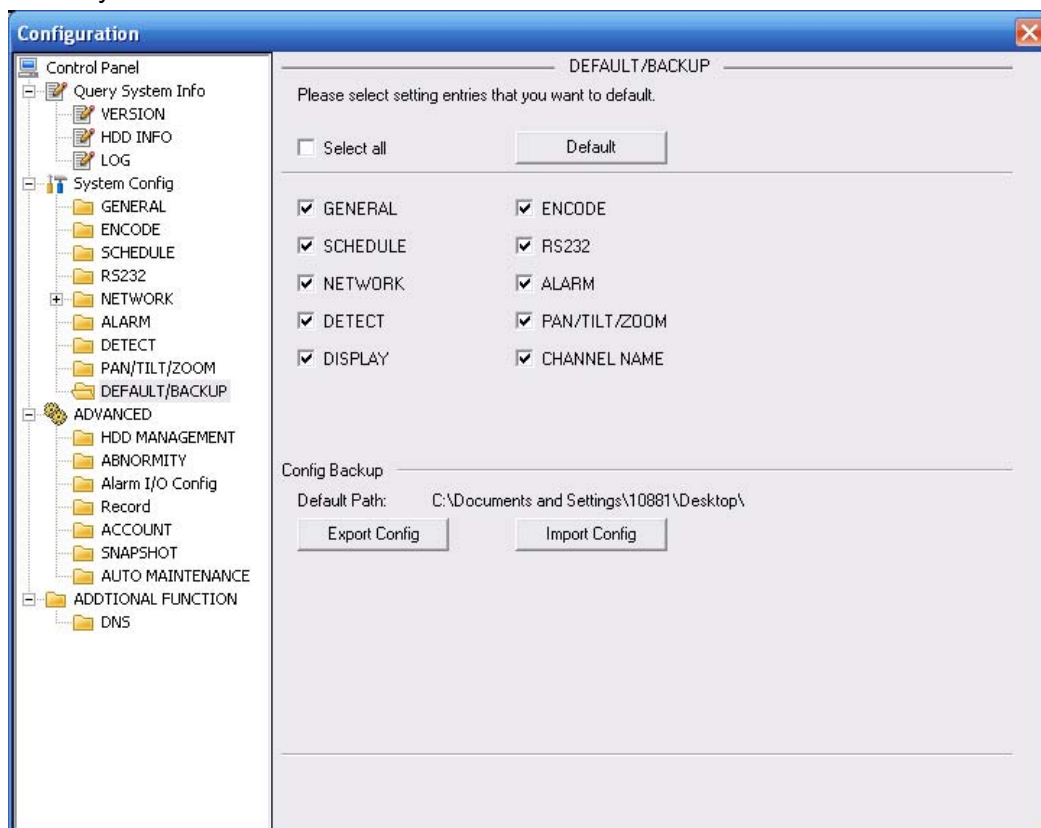 Configuration
Control Panel
Query System Info
VERSION
HDD INFO
LOG
System Config
GENERAL
ENCODE
SCHEDULE
RS232
NETWORK
ALARM
DETECT
PAN/TILT/ZOOM
DEFAULT/BACKUP
ADVANCED
HDD MANAGEMENT
ABNORMITY
Alarm I/O Config
Record
ACCOUNT
SNAPSHOT
AUTO MAINTENANCE
ADDTIONAL FUNCTION
DNS
DEFAULT/BACKUP
Please select setting entries that you want to default.
Select all Default
GENERAL ENCODE
SCHEDULE RS232
NETWORK ALARM
DETECT PAN/TILT/ZOOM
DISPLAY CHANNEL NAME
Config Backup
Default Path: C:\Documents and Settings\10881\Desktop\
Export Config Import Config